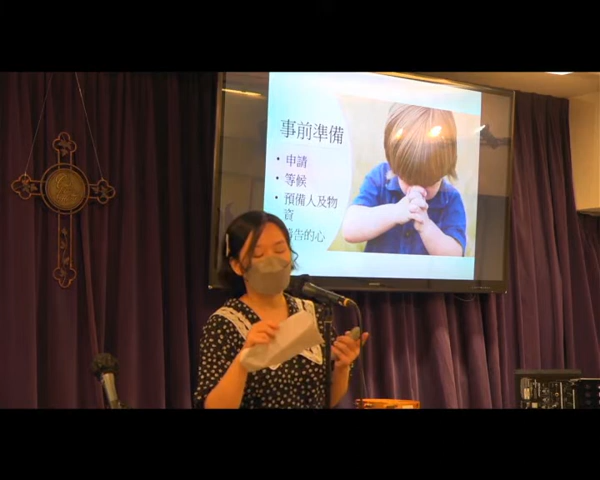 事前準備
• 申請
• 等候
• 預備人及物
資
告的心